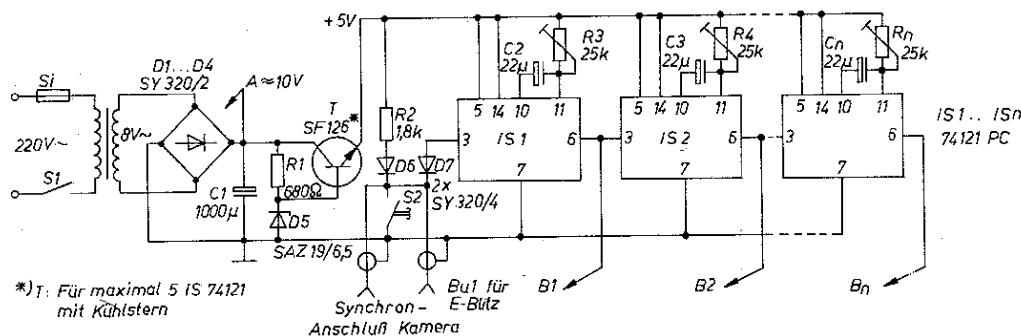 Si
220V~
S1
8V~
D1...D4
SY 320/2
A≈10V
C1
1000µ
R1
680Ω
D5
SAZ 19/6,5
T *)
SF126
+5V
R2
1,8k
D6
D7
2x
SY 320/4
S2
Synchron-
Anschluß Kamera
Bu1 für
E-Blitz
C2
22µ
R3
25k
5 14 10 11
3 IS 1 6
7
B1
C3
22µ
R4
25k
5 14 10 11
3 IS 2 6
7
B2
Cn
22µ
Rn
25k
5 14 10 11
3 6
7
Bn
IS1.. ISn
74121 PC
*) T: Für maximal 5 IS 74121
mit Kühlstern